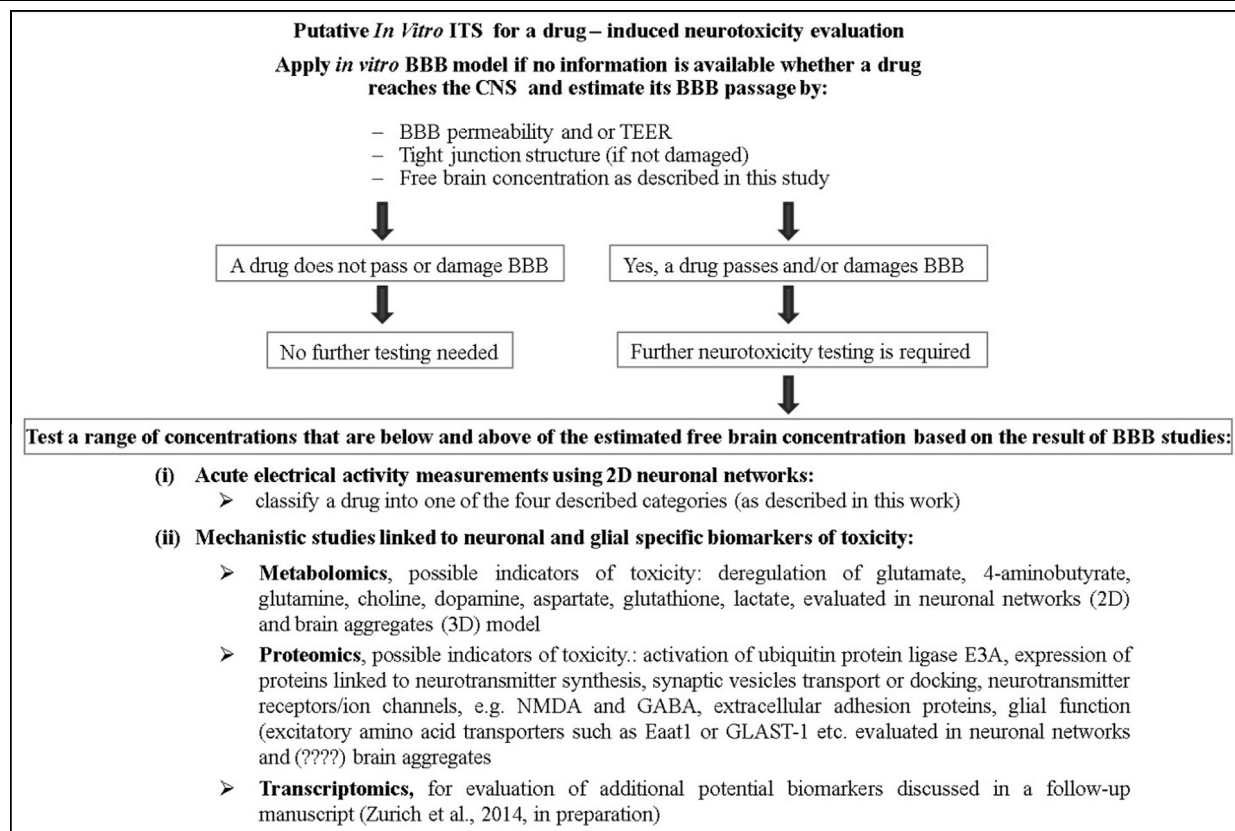 Putative In Vitro ITS for a drug – induced neurotoxicity evaluation
Apply in vitro BBB model if no information is available whether a drug
reaches the CNS and estimate its BBB passage by:
– BBB permeability and or TEER
– Tight junction structure (if not damaged)
– Free brain concentration as described in this study
A drug does not pass or damage BBB
Yes, a drug passes and/or damages BBB
No further testing needed
Further neurotoxicity testing is required
Test a range of concentrations that are below and above of the estimated free brain concentration based on the result of BBB studies:
(i) Acute electrical activity measurements using 2D neuronal networks:
➢ classify a drug into one of the four described categories (as described in this work)
(ii) Mechanistic studies linked to neuronal and glial specific biomarkers of toxicity:
➢ Metabolomics, possible indicators of toxicity: deregulation of glutamate, 4-aminobutyrate,
glutamine, choline, dopamine, aspartate, glutathione, lactate, evaluated in neuronal networks (2D)
and brain aggregates (3D) model
➢ Proteomics, possible indicators of toxicity.: activation of ubiquitin protein ligase E3A, expression of
proteins linked to neurotransmitter synthesis, synaptic vesicles transport or docking, neurotransmitter
receptors/ion channels, e.g. NMDA and GABA, extracellular adhesion proteins, glial function
(excitatory amino acid transporters such as Eaat1 or GLAST-1 etc. evaluated in neuronal networks
and (????) brain aggregates
➢ Transcriptomics, for evaluation of additional potential biomarkers discussed in a follow-up
manuscript (Zurich et al., 2014, in preparation)